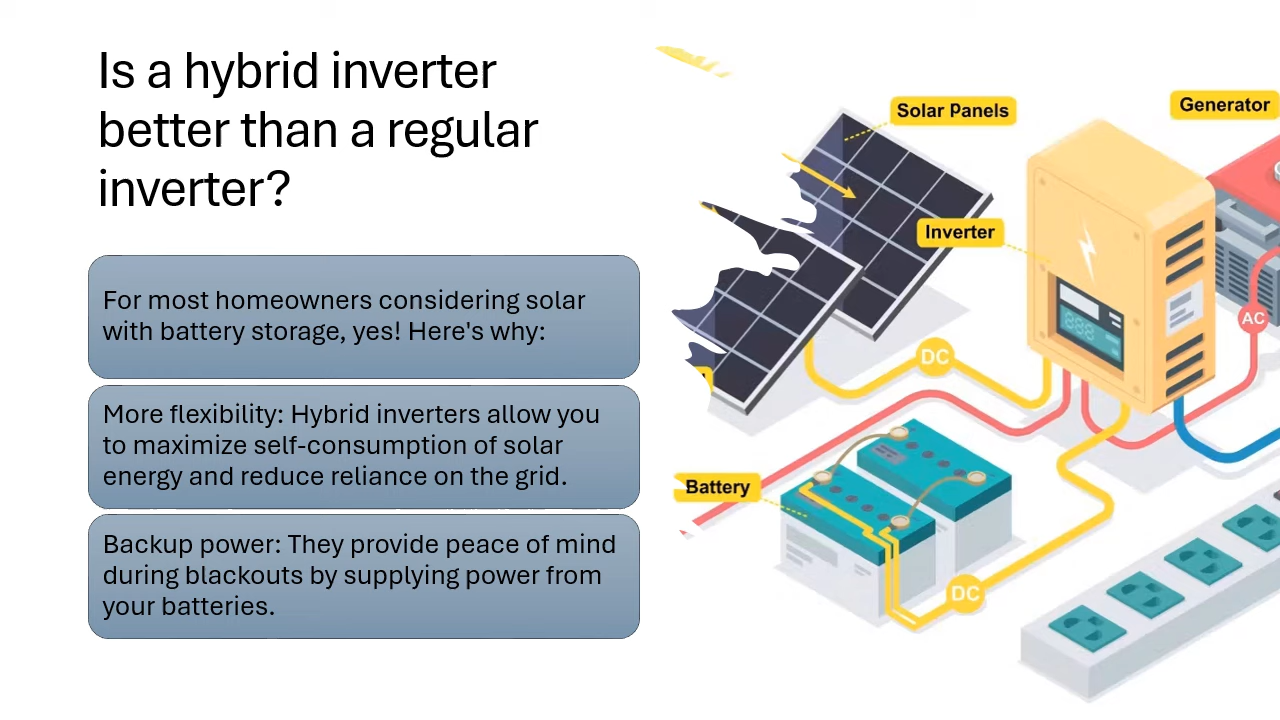 Is a hybrid inverter
better than a regular
inverter?
For most homeowners considering solar
with battery storage, yes! Here's why:
More flexibility: Hybrid inverters allow you
to maximize self-consumption of solar
energy and reduce reliance on the grid.
Backup power: They provide peace of mind
during blackouts by supplying power from
your batteries.
Solar Panels
Generator
Inverter
AC
DC
Battery
DC